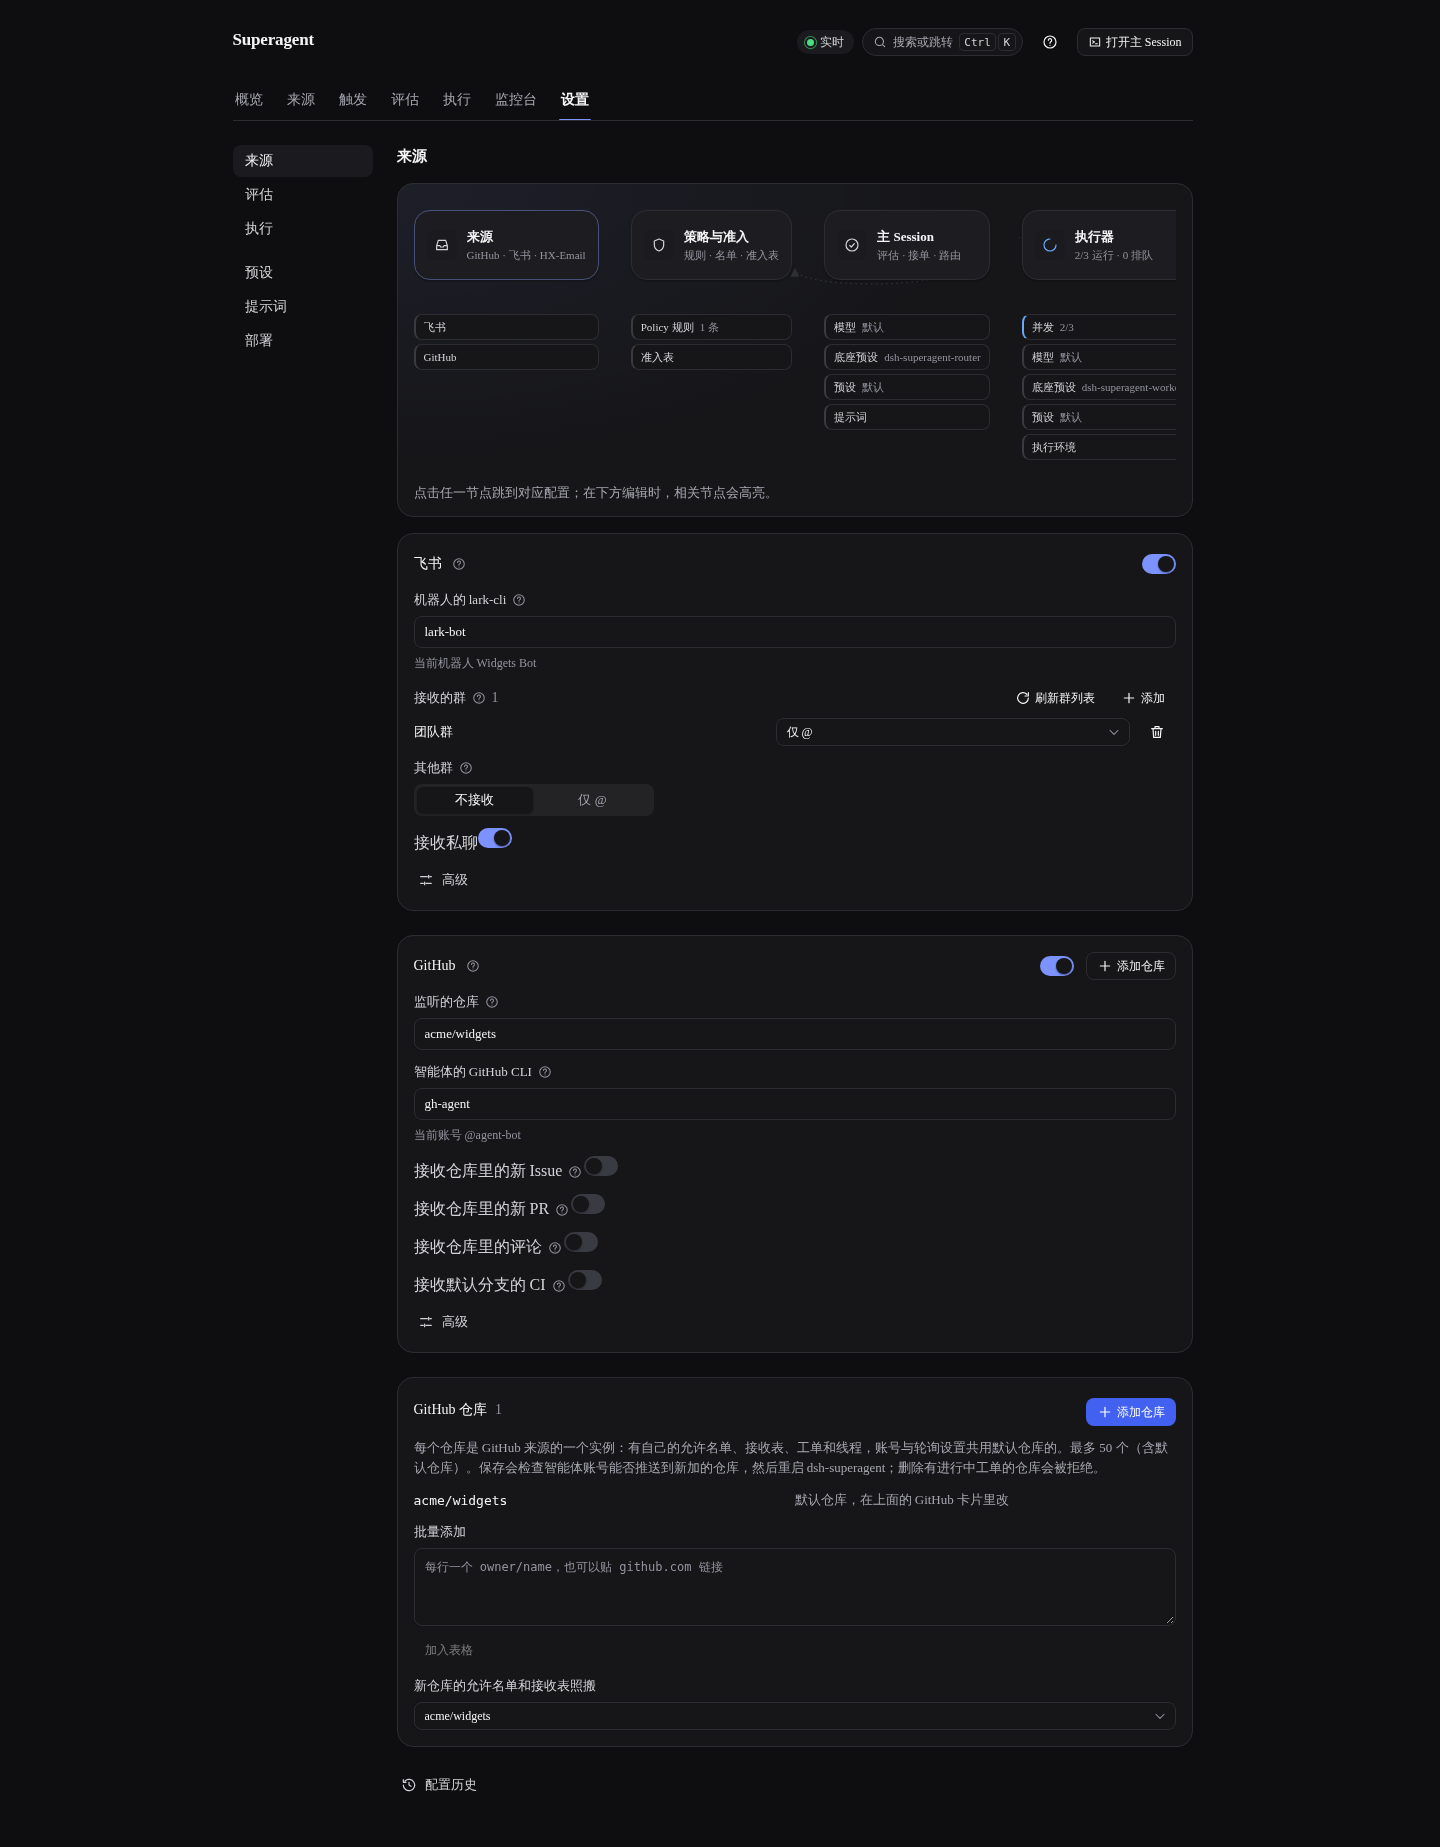 Superagent
实时
搜索或跳转 Ctrl K
打开主 Session
概览 来源 触发 评估 执行 监控台 设置
来源
评估
执行
预设
提示词
部署
来源
来源
GitHub · 飞书 · HX-Email
策略与准入
规则 · 名单 · 准入表
主 Session
评估 · 接单 · 路由
执行器
2/3 运行 · 0 排队
飞书
GitHub
Policy 规则 1 条
准入表
模型 默认
底座预设 dsh-superagent-router
预设 默认
提示词
并发 2/3
模型 默认
底座预设 dsh-superagent-work
预设 默认
执行环境
点击任一节点跳到对应配置；在下方编辑时，相关节点会高亮。
飞书
机器人的 lark-cli
lark-bot
当前机器人 Widgets Bot
接收的群 1
刷新群列表
添加
团队群
仅 @
其他群
不接收 仅 @
接收私聊
高级
GitHub
添加仓库
监听的仓库
acme/widgets
智能体的 GitHub CLI
gh-agent
当前账号 @agent-bot
接收仓库里的新 Issue
接收仓库里的新 PR
接收仓库里的评论
接收默认分支的 CI
高级
GitHub 仓库 1
添加仓库
每个仓库是 GitHub 来源的一个实例：有自己的允许名单、接收表、工单和线程，账号与轮询设置共用默认仓库的。最多 50 个（含默
认仓库）。保存会检查智能体账号能否推送到新加的仓库，然后重启 dsh-superagent；删除有进行中工单的仓库会被拒绝。
acme/widgets
默认仓库，在上面的 GitHub 卡片里改
批量添加
每行一个 owner/name，也可以贴 github.com 链接
加入表格
新仓库的允许名单和接收表照搬
acme/widgets
配置历史